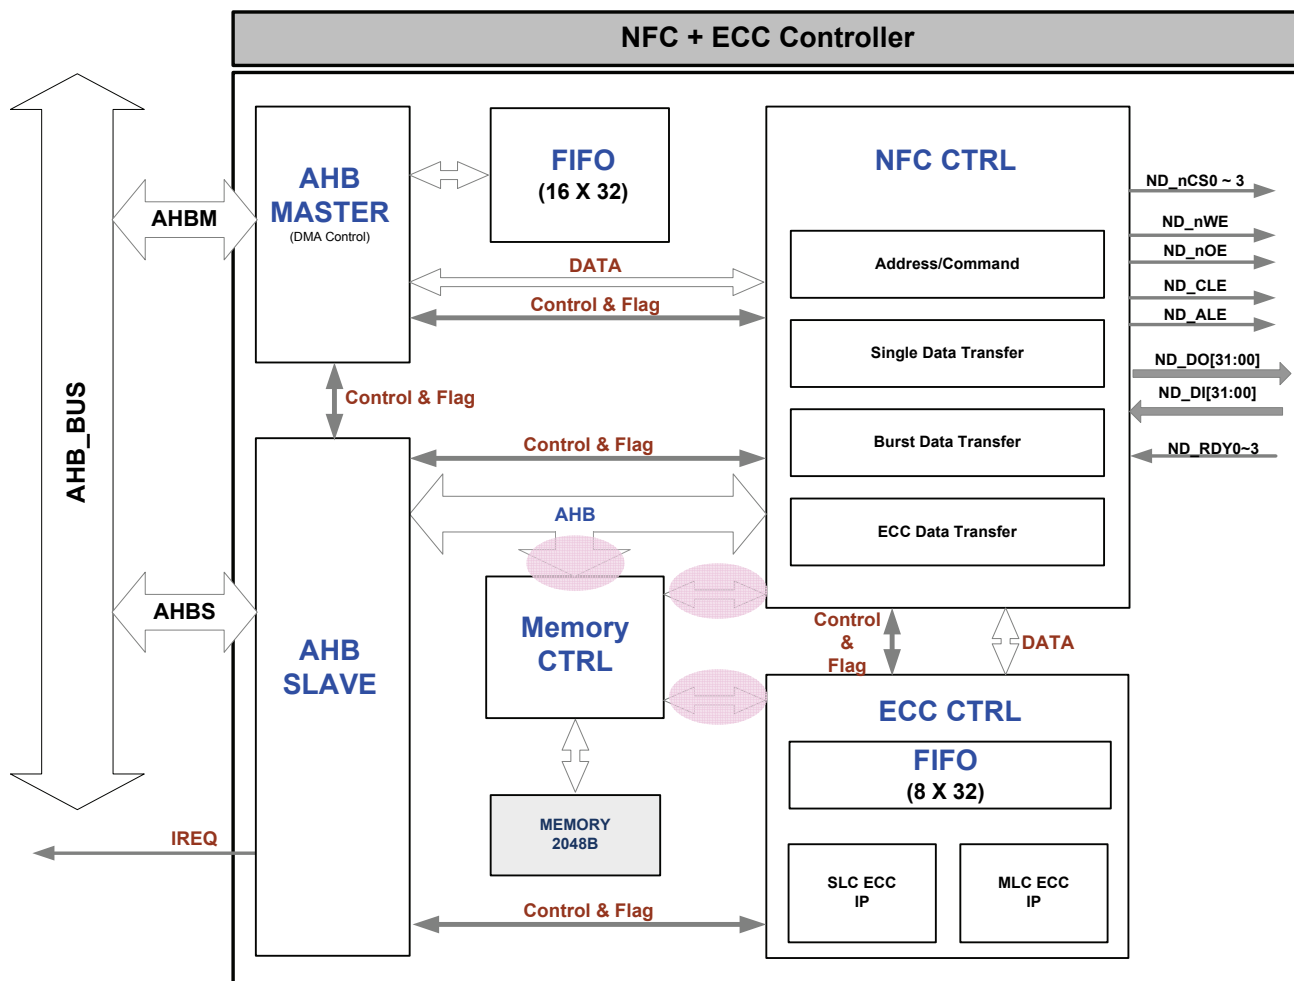 NFC + ECC Controller
AHB_BUS
AHBM
AHBS
IREQ
AHB
MASTER
(DMA Control)
FIFO
(16 X 32)
DATA
Control & Flag
Control & Flag
AHB
SLAVE
Control & Flag
AHB
Memory
CTRL
MEMORY
2048B
Control & Flag
NFC CTRL
Address/Command
Single Data Transfer
Burst Data Transfer
ECC Data Transfer
Control
&
Flag
DATA
ECC CTRL
FIFO
(8 X 32)
SLC ECC
IP
MLC ECC
IP
ND_nCS0 ~ 3
ND_nWE
ND_nOE
ND_CLE
ND_ALE
ND_DO[31:00]
ND_DI[31:00]
ND_RDY0~3